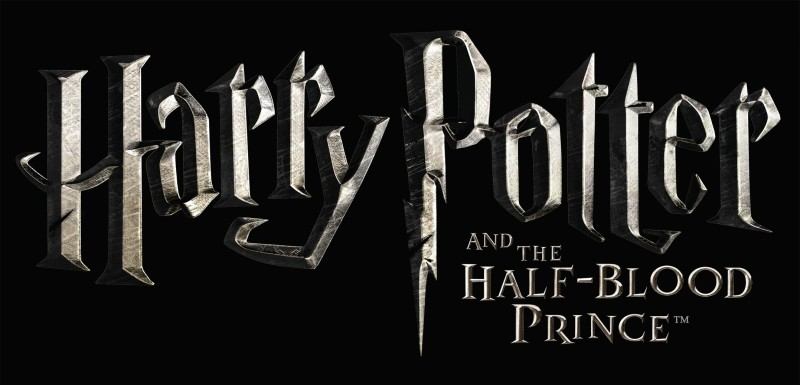 Harry Potter
AND THE
HALF-BLOOD
PRINCE™